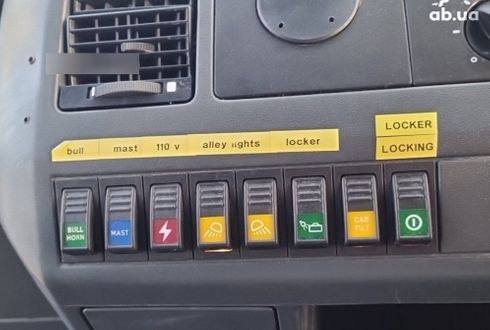 ab.ua
LOCKER
LOCKING
bull mast 110 v alley lights locker
BULL HORN
MAST
CAB TILT